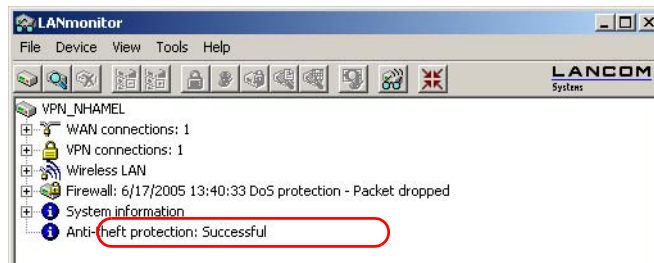 LANmonitor
File Device View Tools Help
LANCOM
Systems
VPN_NHAMEL
WAN connections: 1
VPN connections: 1
Wireless LAN
Firewall: 6/17/2005 13:40:33 DoS protection - Packet dropped
System information
Anti-theft protection: Successful